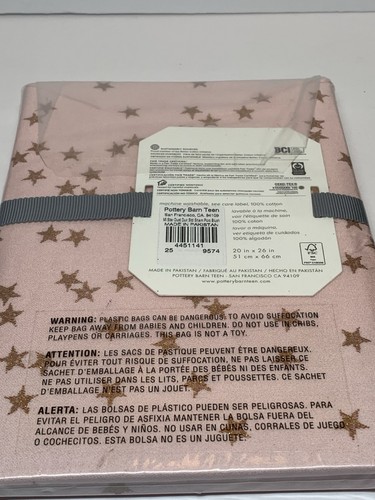 BCI
machine washable, see care label, 100% cotton
Pottery Barn Teen
San Francisco, CA. 94109
MADE IN PAKISTAN
4451141
25 9574
lavable à la machine,
voir l'étiquette de soin
100% coton
lavar a máquina
ver etiqueta de cuidados
100% algodón
20 in x 26 in
51 cm x 66 cm
FSC
MADE IN PAKISTAN / FABRIQUÉ AU PAKISTAN / HECHO EN PAKISTÁN
POTTERY BARN TEEN · SAN FRANCISCO CA 94109
www.potterybarnteen.com
WARNING: PLASTIC BAGS CAN BE DANGEROUS. TO AVOID SUFFOCATION
KEEP BAG AWAY FROM BABIES AND CHILDREN. DO NOT USE IN CRIBS,
PLAYPENS OR CARRIAGES. THIS BAG IS NOT A TOY.
ATTENTION: LES SACS DE PLASTIQUE PEUVENT ÊTRE DANGEREUX.
POUR ÉVITER TOUT RISQUE DE SUFFOCATION, NE PAS LAISSER CE
SACHET D'EMBALLAGE À LA PORTÉE DES BÉBÉS NI DES ENFANTS.
NE PAS UTILISER DANS LES LITS, PARCS ET POUSSETTES. CE SACHET
D'EMBALLAGE N'EST PAS UN JOUET.
ALERTA: LAS BOLSAS DE PLÁSTICO PUEDEN SER PELIGROSAS. PARA
EVITAR EL PELIGRO DE ASFIXIA MANTENER LA BOLSA FUERA DEL
ALCANCE DE BEBÉS Y NIÑOS. NO USAR EN CUNAS, CORRALES DE JUEGO
O COCHECITOS. ESTA BOLSA NO ES UN JUGUETE.